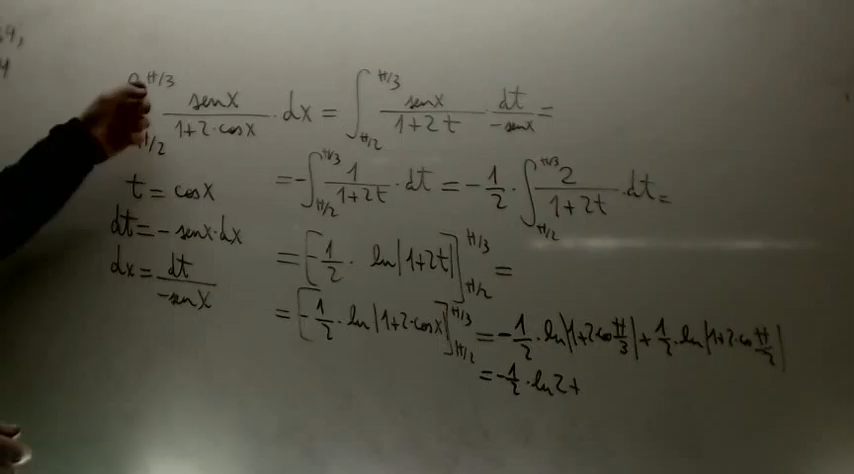 ∫_{π/2}^{π/3} senx/(1+2·cosx) · dx = ∫_{π/2}^{π/3} senx/(1+2t) · dt/(-senx) =
t = cosx
= -∫_{π/2}^{π/3} 1/(1+2t) · dt = -1/2 · ∫_{π/2}^{π/3} 2/(1+2t) · dt =
dt = -senx·dx
dx = dt/(-senx)
= [-1/2 · ln|1+2t|]_{π/2}^{π/3} =
= [-1/2 · ln|1+2·cosx|]_{π/2}^{π/3} = -1/2 · ln|1+2cos π/3| + 1/2 · ln|1+2·cos π/2|
= -1/2 · ln2 +